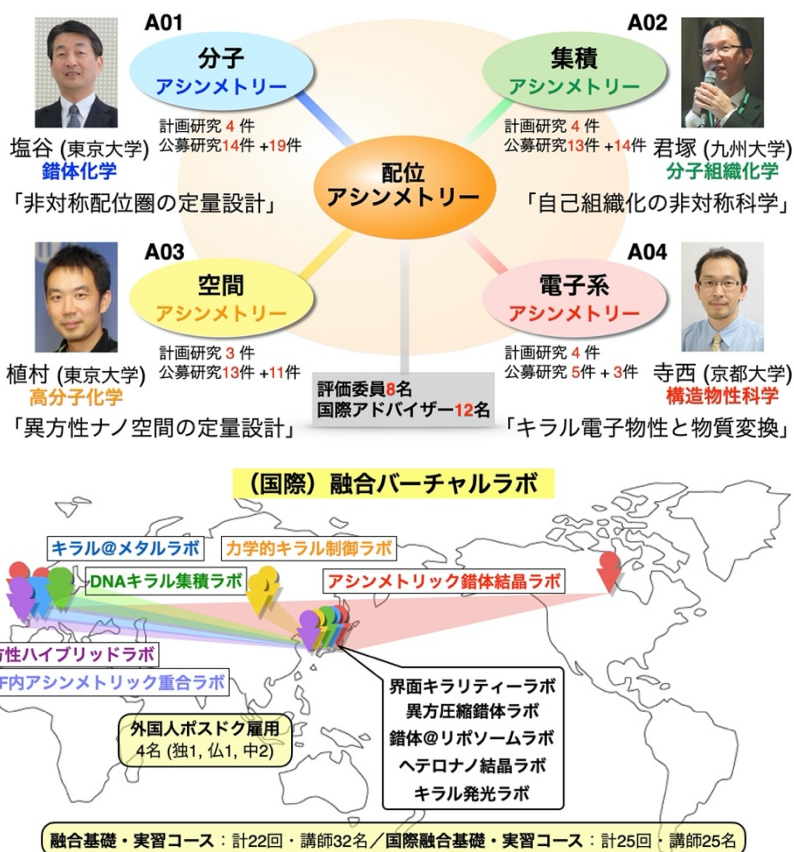 A01
分子
アシンメトリー
計画研究 4 件
公募研究14件 +19件
塩谷 (東京大学)
錯体化学
「非対称配位圏の定量設計」
A02
集積
アシンメトリー
計画研究 4 件
公募研究13件 +14件
君塚 (九州大学)
分子組織化学
「自己組織化の非対称科学」
配位
アシンメトリー
A03
空間
アシンメトリー
計画研究 3 件
公募研究13件 +11件
植村 (東京大学)
高分子化学
「異方性ナノ空間の定量設計」
A04
電子系
アシンメトリー
計画研究 4 件
公募研究 5件 + 3件
寺西 (京都大学)
構造物性科学
「キラル電子物性と物質変換」
評価委員8名
国際アドバイザー12名
（国際）融合バーチャルラボ
キラル@メタルラボ
力学的キラル制御ラボ
DNAキラル集積ラボ
アシンメトリック錯体結晶ラボ
方性ハイブリッドラボ
F内アシンメトリック重合ラボ
界面キラリティーラボ
異方圧縮錯体ラボ
錯体@リポソームラボ
ヘテロナノ結晶ラボ
キラル発光ラボ
外国人ポスドク雇用
4名 (独1, 仏1, 中2)
融合基礎・実習コース：計22回・講師32名／国際融合基礎・実習コース：計25回・講師25名